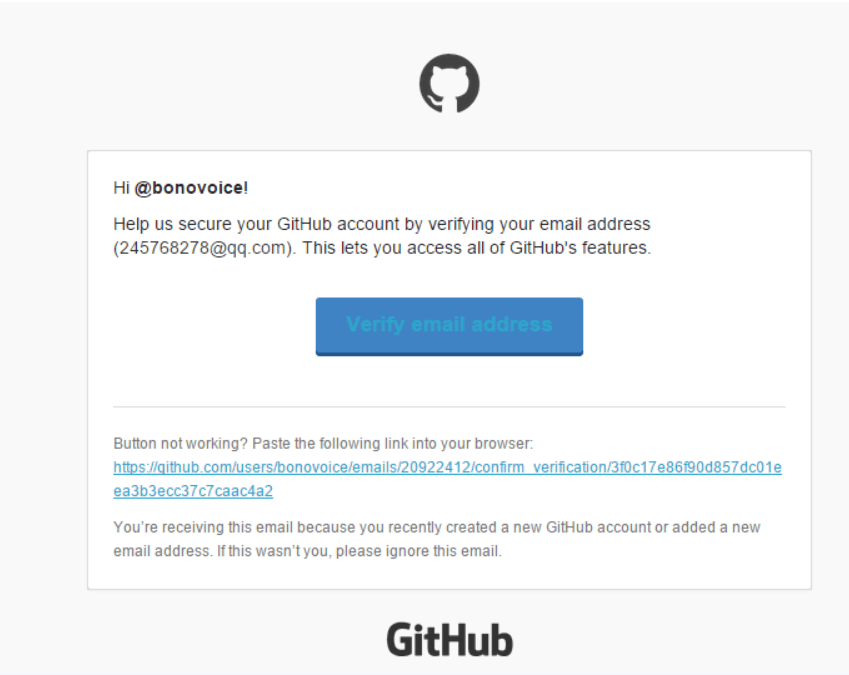 Hi @bonovoice!
Help us secure your GitHub account by verifying your email address
(245768278@qq.com). This lets you access all of GitHub's features.
Verify email address
Button not working? Paste the following link into your browser:
https://github.com/users/bonovoice/emails/20922412/confirm_verification/3f0c17e86f90d857dc01e
ea3b3ecc37c7caac4a2
You’re receiving this email because you recently created a new GitHub account or added a new
email address. If this wasn’t you, please ignore this email.
GitHub